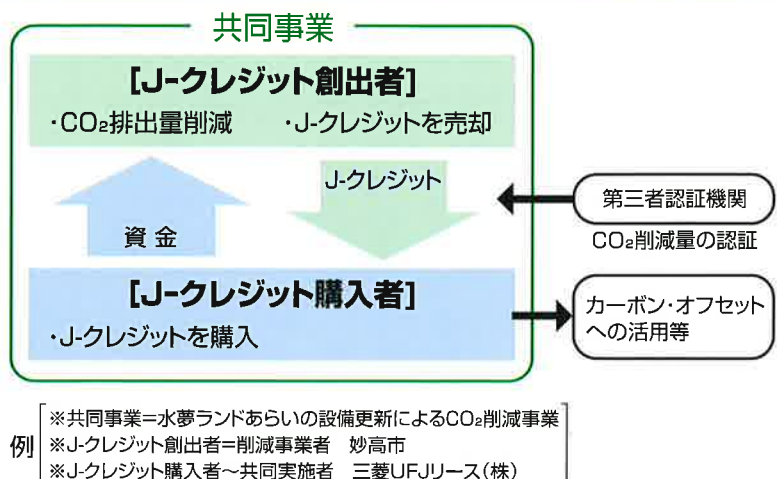 共同事業
[J-クレジット創出者]
・CO₂排出量削減 ・J-クレジットを売却
J-クレジット
資金
第三者認証機関
CO₂削減量の認証
[J-クレジット購入者]
・J-クレジットを購入
カーボン・オフセット
への活用等
例
※共同事業=水夢ランドあらいの設備更新によるCO₂削減事業
※J-クレジット創出者=削減事業者 妙高市
※J-クレジット購入者~共同実施者 三菱UFJリース(株)